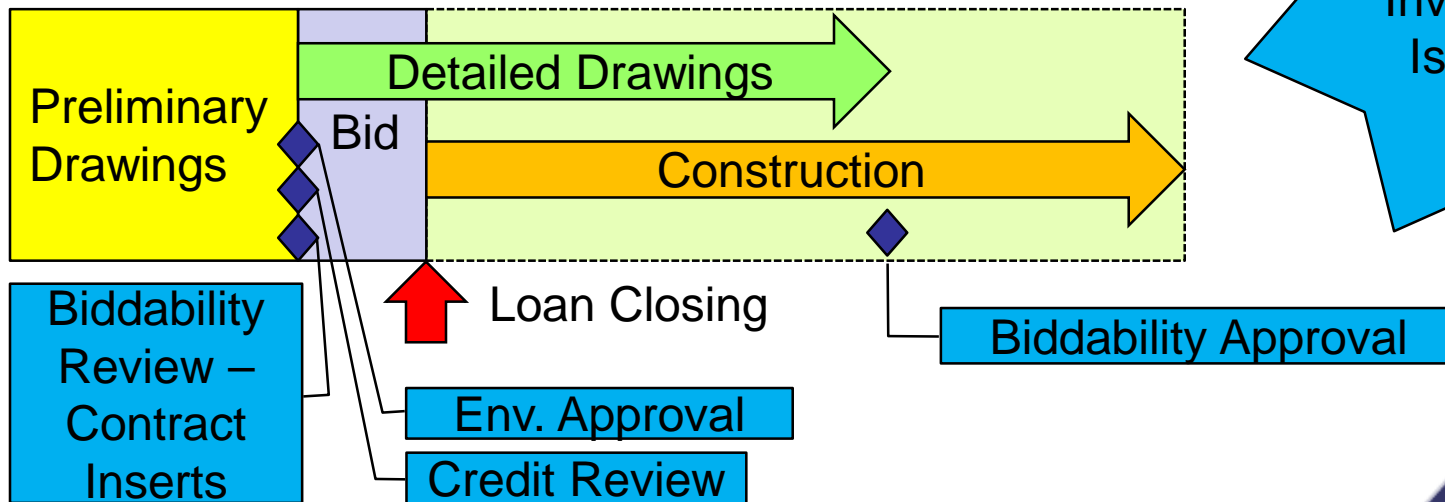 Detailed Drawings
Preliminary
Drawings
Bid
Construction
Loan Closing
Biddability
Review –
Contract
Inserts
Biddability Approval
Env. Approval
Credit Review